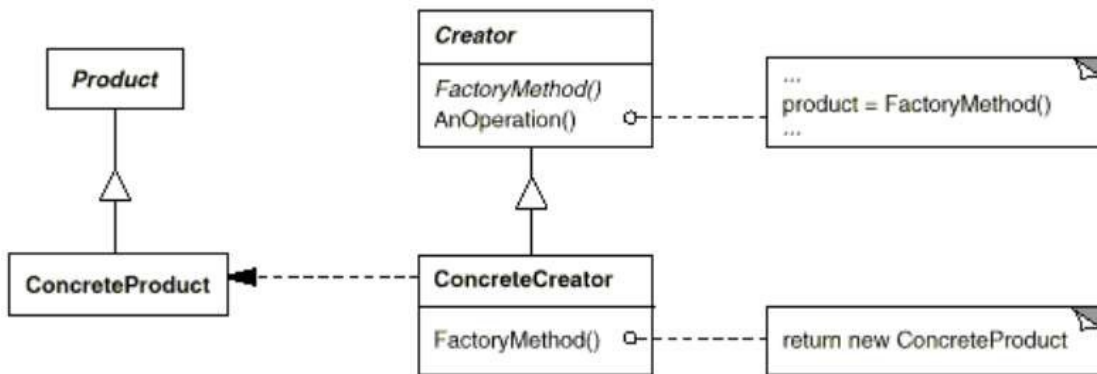 Product
ConcreteProduct
Creator
FactoryMethod()
AnOperation()
...
product = FactoryMethod()
...
ConcreteCreator
FactoryMethod()
return new ConcreteProduct